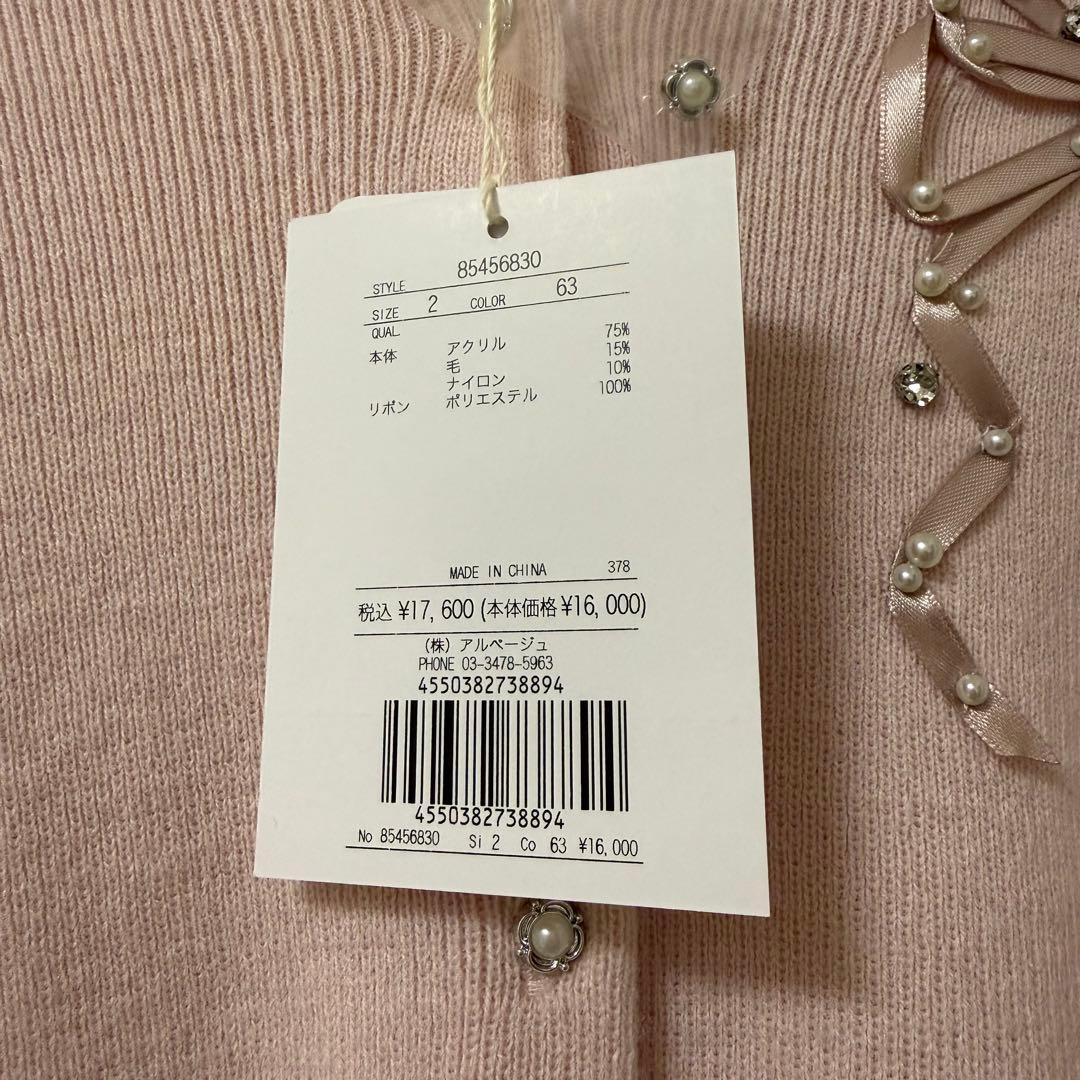 STYLE 85456830
SIZE 2 COLOR 63
QUAL
本体 アクリル 75%
毛 15%
ナイロン 10%
リボン ポリエステル 100%
MADE IN CHINA 378
税込 ¥17,600 (本体価格 ¥16,000)
(株) アルページュ
PHONE 03-3478-5963
4550382738894
4550382738894
No 85456830 Si 2 Co 63 ¥16,000